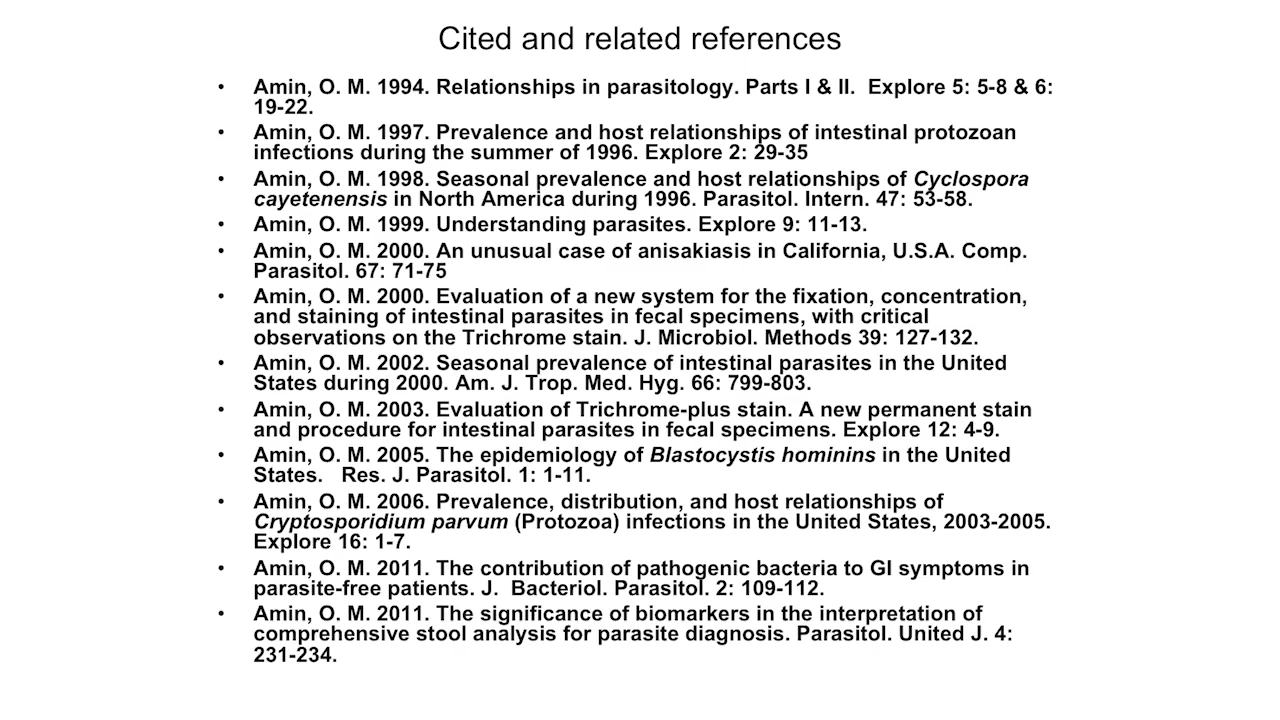 Cited and related references
• Amin, O. M. 1994. Relationships in parasitology. Parts I & II.  Explore 5: 5-8 & 6:
19-22.
• Amin, O. M. 1997. Prevalence and host relationships of intestinal protozoan
infections during the summer of 1996. Explore 2: 29-35
• Amin, O. M. 1998. Seasonal prevalence and host relationships of Cyclospora
cayetenensis in North America during 1996. Parasitol. Intern. 47: 53-58.
• Amin, O. M. 1999. Understanding parasites. Explore 9: 11-13.
• Amin, O. M. 2000. An unusual case of anisakiasis in California, U.S.A. Comp.
Parasitol. 67: 71-75
• Amin, O. M. 2000. Evaluation of a new system for the fixation, concentration,
and staining of intestinal parasites in fecal specimens, with critical
observations on the Trichrome stain. J. Microbiol. Methods 39: 127-132.
• Amin, O. M. 2002. Seasonal prevalence of intestinal parasites in the United
States during 2000. Am. J. Trop. Med. Hyg. 66: 799-803.
• Amin, O. M. 2003. Evaluation of Trichrome-plus stain. A new permanent stain
and procedure for intestinal parasites in fecal specimens. Explore 12: 4-9.
• Amin, O. M. 2005. The epidemiology of Blastocystis hominins in the United
States.   Res. J. Parasitol. 1: 1-11.
• Amin, O. M. 2006. Prevalence, distribution, and host relationships of
Cryptosporidium parvum (Protozoa) infections in the United States, 2003-2005.
Explore 16: 1-7.
• Amin, O. M. 2011. The contribution of pathogenic bacteria to GI symptoms in
parasite-free patients. J.  Bacteriol. Parasitol. 2: 109-112.
• Amin, O. M. 2011. The significance of biomarkers in the interpretation of
comprehensive stool analysis for parasite diagnosis. Parasitol. United J. 4:
231-234.